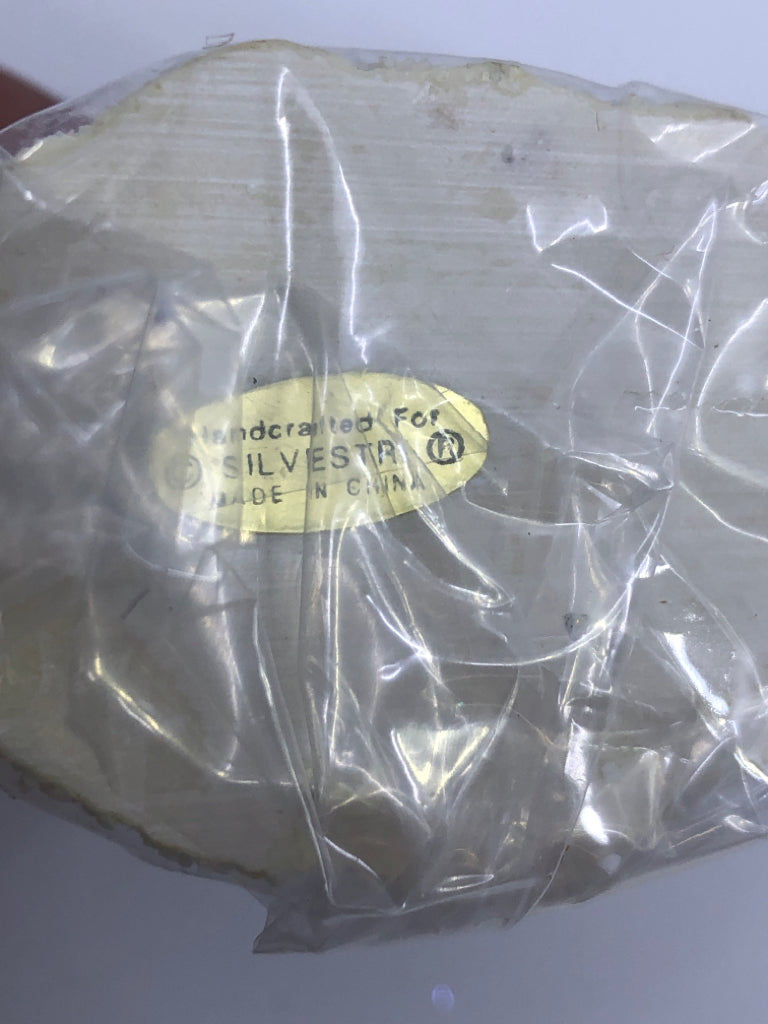 Handcrafted For
© SILVESTRI ®
MADE IN CHINA